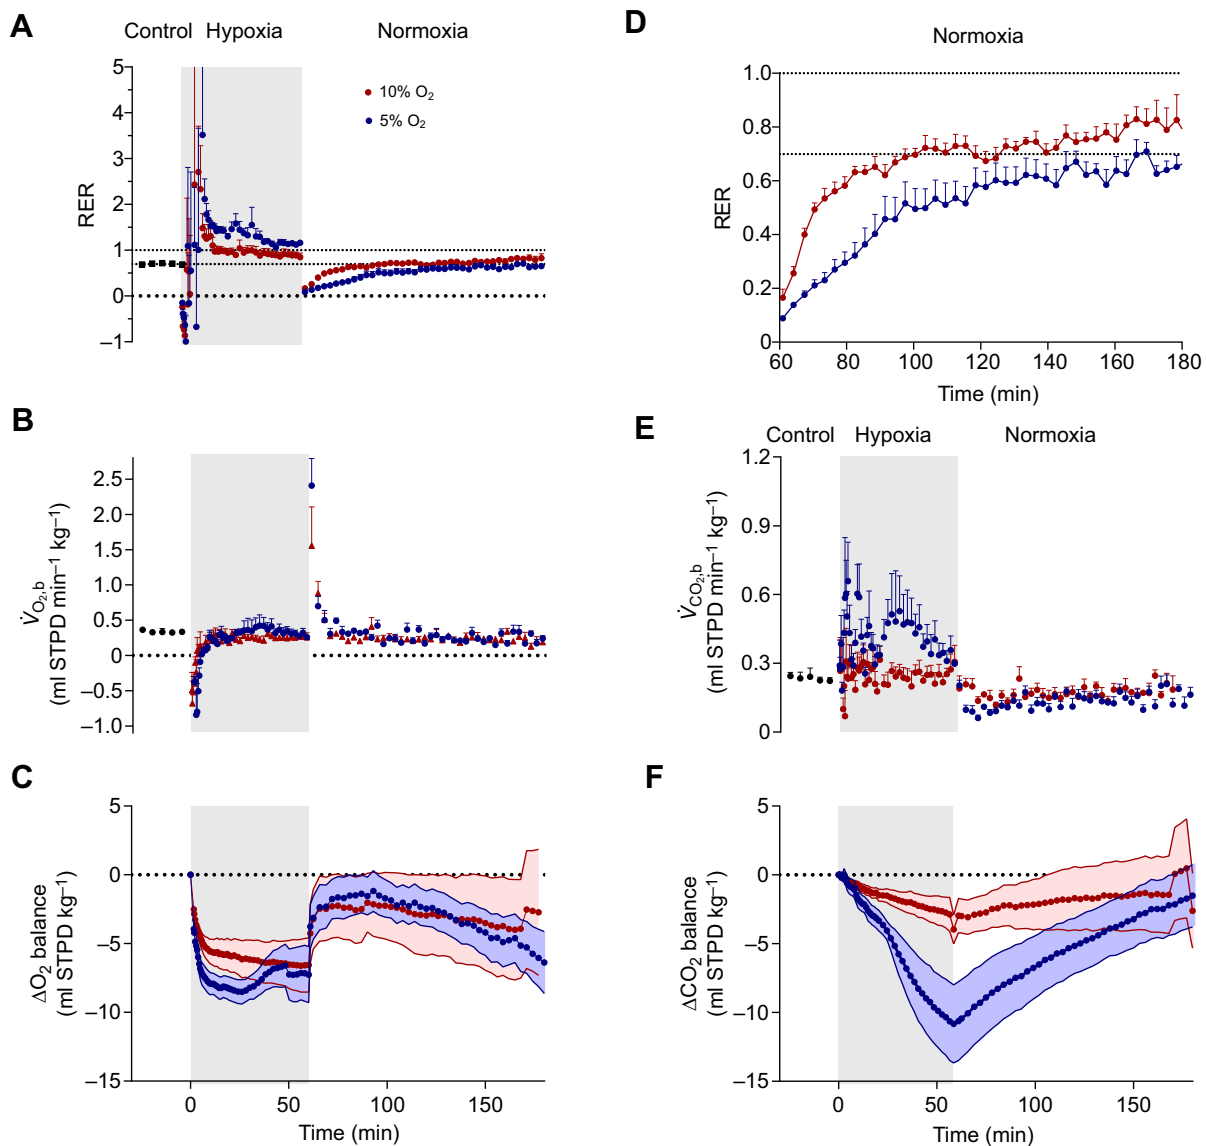 A
Control Hypoxia Normoxia
5
4
3
2
1
0
–1
RER
10% O2
5% O2
B
2.5
2.0
1.5
1.0
0.5
0
–0.5
–1.0
V̇O2,b
(ml STPD min–1 kg–1)
C
5
0
–5
–10
–15
ΔO2 balance
(ml STPD kg–1)
0 50 100 150
Time (min)
D
Normoxia
1.0
0.8
0.6
0.4
0.2
0
RER
60 80 100 120 140 160 180
Time (min)
E
Control Hypoxia Normoxia
1.2
0.9
0.6
0.3
0
V̇CO2,b
(ml STPD min–1 kg–1)
F
5
0
–5
–10
–15
ΔCO2 balance
(ml STPD kg–1)
0 50 100 150
Time (min)